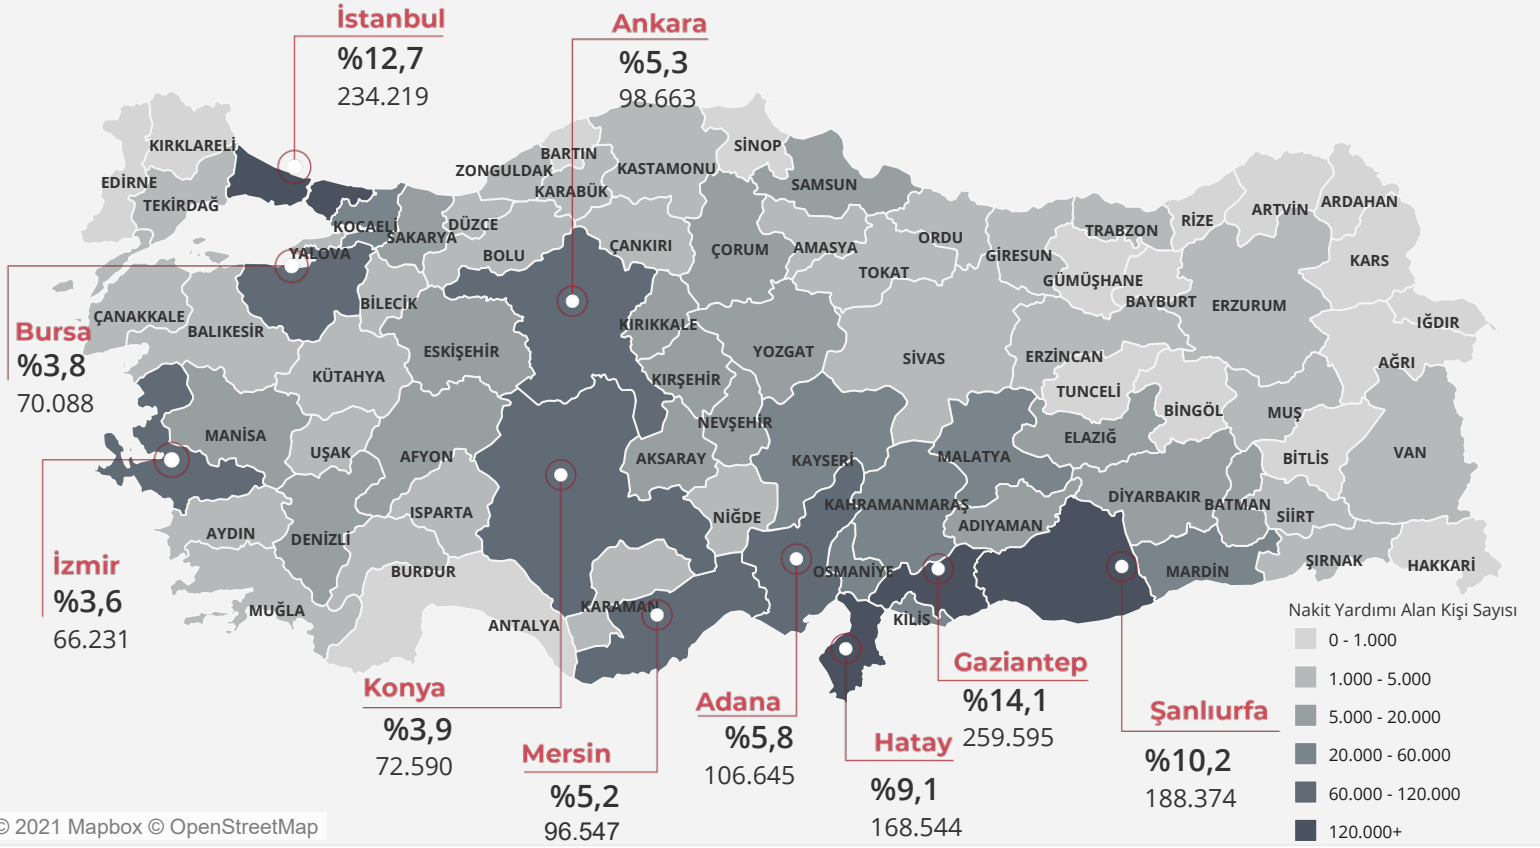 İstanbul
%12,7
234.219
Ankara
%5,3
98.663
KIRKLARELİ
EDİRNE
TEKİRDAĞ
KOCAELİ
SAKARYA
YALOVA
DÜZCE
BOLU
ZONGULDAK
BARTIN
KARABÜK
KASTAMONU
SİNOP
SAMSUN
ÇANKIRI
ÇORUM
AMASYA
TOKAT
ORDU
GİRESUN
TRABZON
RİZE
ARTVİN
ARDAHAN
KARS
GÜMÜŞHANE
BAYBURT
ERZURUM
IĞDIR
AĞRI
ÇANAKKALE
BALIKESİR
BİLECİK
ESKİŞEHİR
KÜTAHYA
KIRIKKALE
KIRŞEHİR
YOZGAT
SİVAS
ERZİNCAN
TUNCELİ
BİNGÖL
MUŞ
BİTLİS
VAN
Bursa
%3,8
70.088
MANİSA
UŞAK
AFYON
AKSARAY
NEVŞEHİR
KAYSERİ
MALATYA
ELAZIĞ
DİYARBAKIR
BATMAN
SİİRT
ŞIRNAK
HAKKARİ
AYDIN
DENİZLİ
ISPARTA
BURDUR
MUĞLA
ANTALYA
NİĞDE
KARAMAN
KAHRAMANMARAŞ
ADIYAMAN
OSMANİYE
KİLİS
MARDİN
İzmir
%3,6
66.231
Konya
%3,9
72.590
Mersin
%5,2
96.547
Adana
%5,8
106.645
Hatay
%9,1
168.544
Gaziantep
%14,1
259.595
Şanlıurfa
%10,2
188.374
Nakit Yardımı Alan Kişi Sayısı
0 - 1.000
1.000 - 5.000
5.000 - 20.000
20.000 - 60.000
60.000 - 120.000
120.000+
© 2021 Mapbox © OpenStreetMap